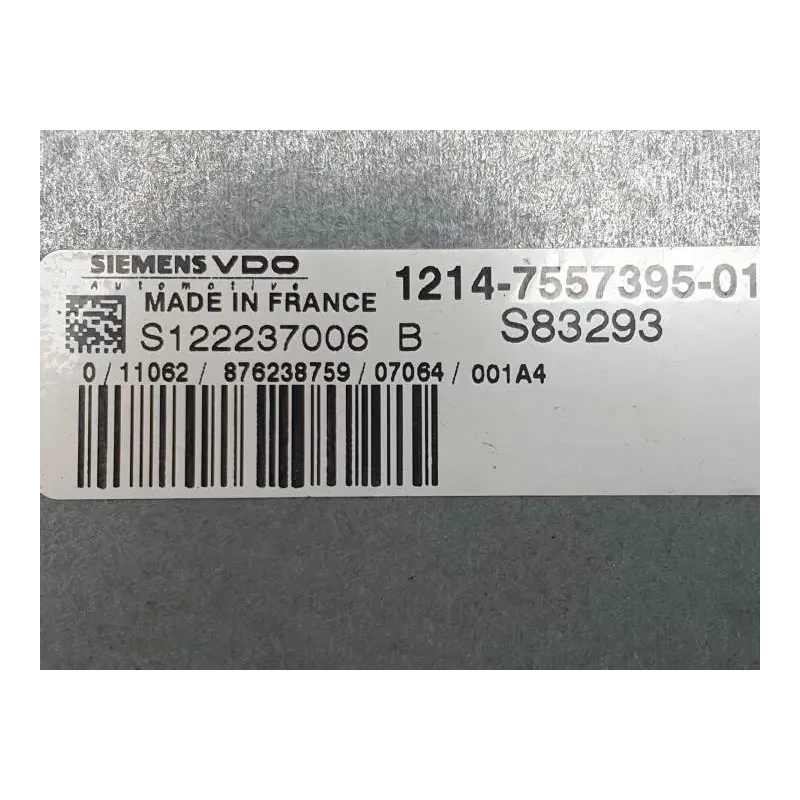 SIEMENS VDO
Automotive
MADE IN FRANCE
1214-7557395-01
S122237006 B
S83293
0/11062/876238759/07064/001A4